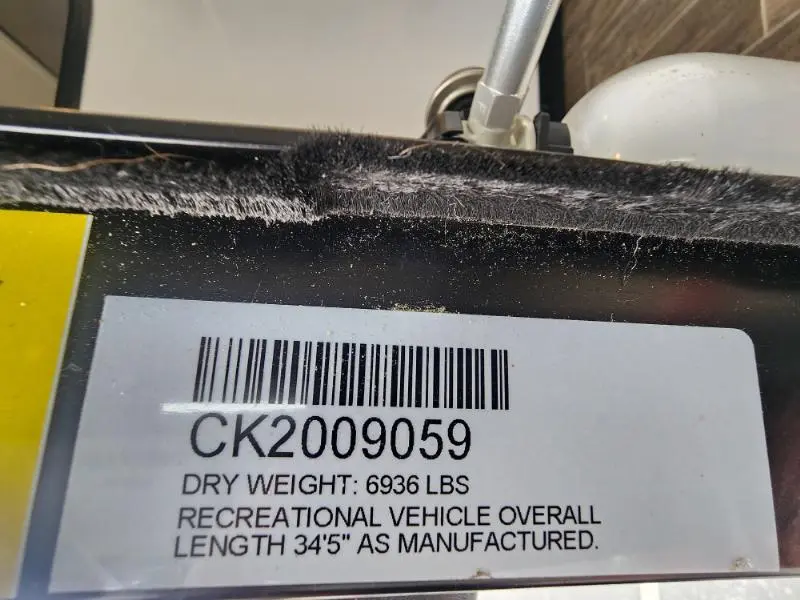 CK2009059
DRY WEIGHT: 6936 LBS
RECREATIONAL VEHICLE OVERALL
LENGTH 34'5" AS MANUFACTURED.